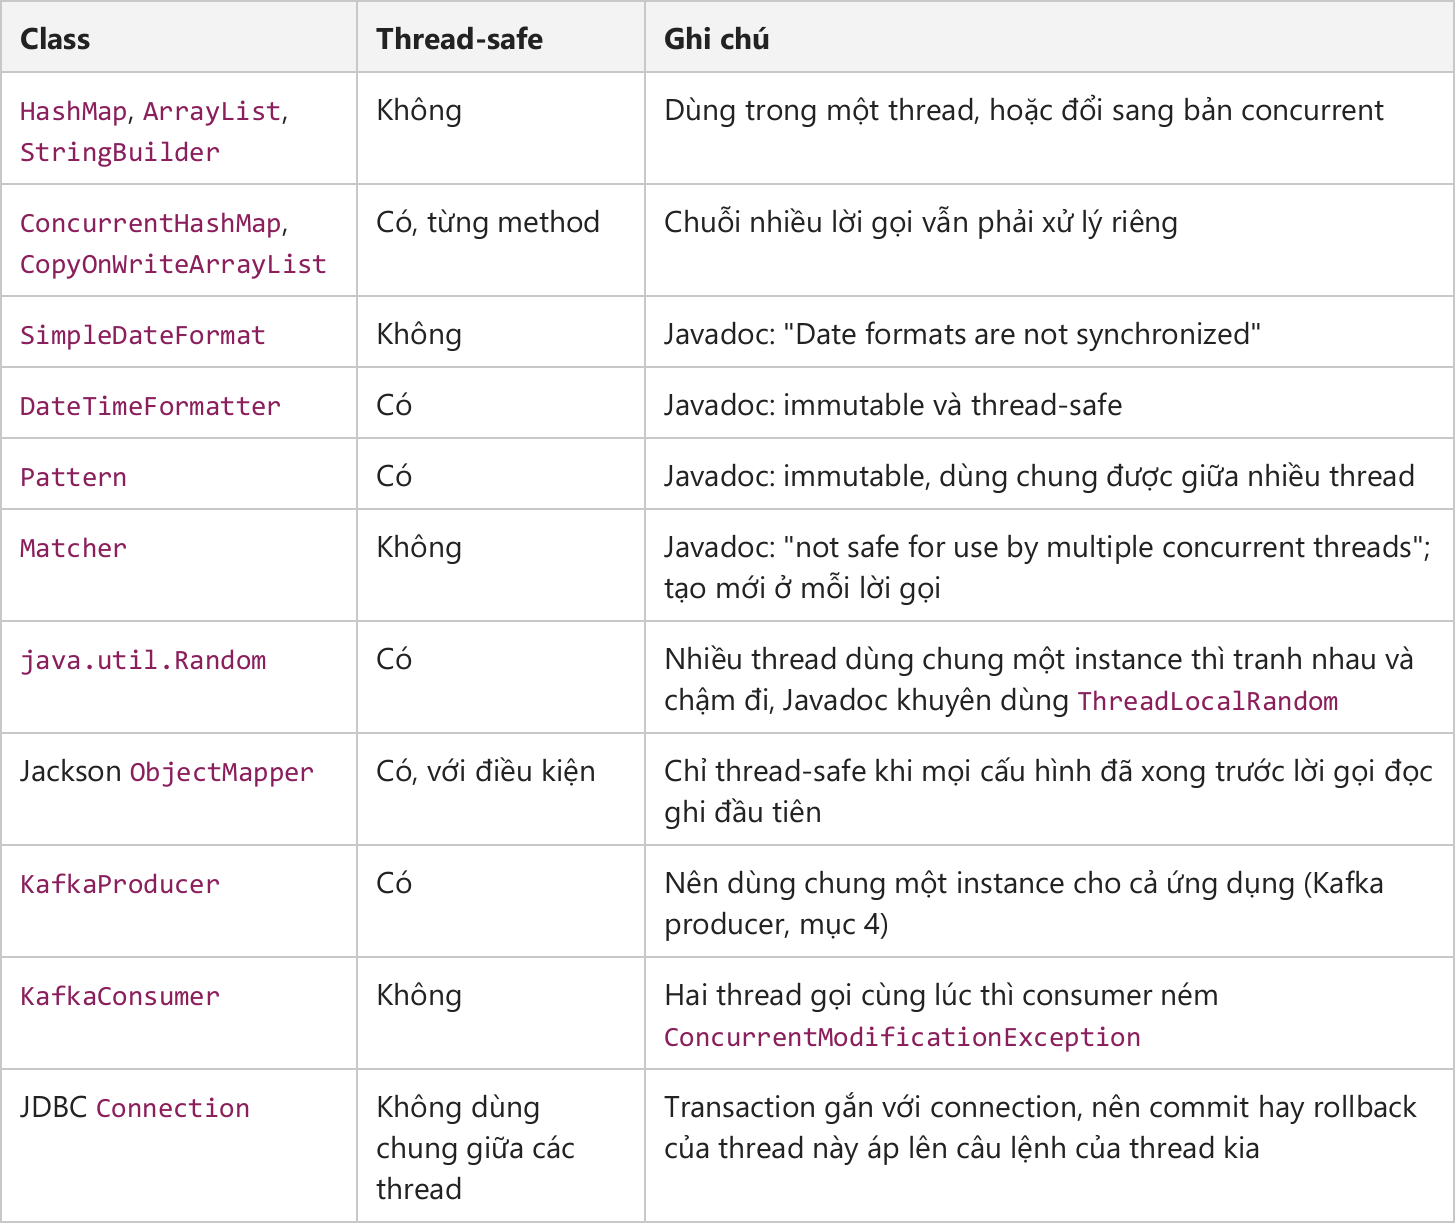 Class Thread-safe Ghi chú
HashMap, ArrayList, Không Dùng trong một thread, hoặc đổi sang bản concurrent
StringBuilder
ConcurrentHashMap, Có, từng method Chuỗi nhiều lời gọi vẫn phải xử lý riêng
CopyOnWriteArrayList
SimpleDateFormat Không Javadoc: "Date formats are not synchronized"
DateTimeFormatter Có Javadoc: immutable và thread-safe
Pattern Có Javadoc: immutable, dùng chung được giữa nhiều thread
Matcher Không Javadoc: "not safe for use by multiple concurrent threads";
tạo mới ở mỗi lời gọi
java.util.Random Có Nhiều thread dùng chung một instance thì tranh nhau và
chậm đi, Javadoc khuyên dùng ThreadLocalRandom
Jackson ObjectMapper Có, với điều kiện Chỉ thread-safe khi mọi cấu hình đã xong trước lời gọi đọc
ghi đầu tiên
KafkaProducer Có Nên dùng chung một instance cho cả ứng dụng (Kafka
producer, mục 4)
KafkaConsumer Không Hai thread gọi cùng lúc thì consumer ném
ConcurrentModificationException
JDBC Connection Không dùng Transaction gắn với connection, nên commit hay rollback
chung giữa các của thread này áp lên câu lệnh của thread kia
thread